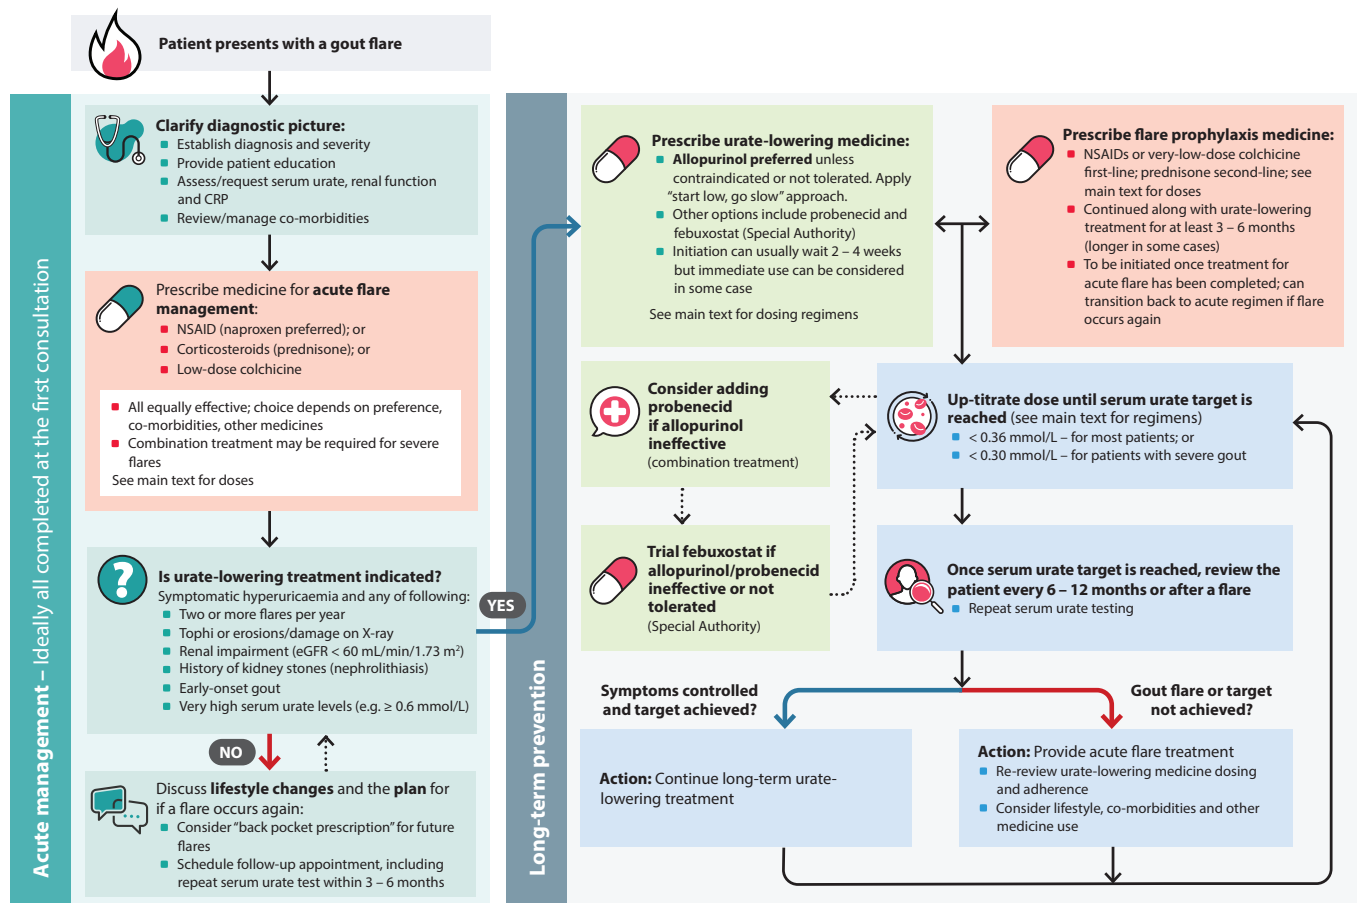 Patient presents with a gout flare
Acute management – Ideally all completed at the first consultation
Clarify diagnostic picture:
Establish diagnosis and severity
Provide patient education
Assess/request serum urate, renal function
and CRP
Review/manage co-morbidities
Prescribe medicine for acute flare
management:
NSAID (naproxen preferred); or
Corticosteroids (prednisone); or
Low-dose colchicine
All equally effective; choice depends on preference,
co-morbidities, other medicines
Combination treatment may be required for severe
flares
See main text for doses
Is urate-lowering treatment indicated?
Symptomatic hyperuricaemia and any of following:
Two or more flares per year
Tophi or erosions/damage on X-ray
Renal impairment (eGFR < 60 mL/min/1.73 m²)
History of kidney stones (nephrolithiasis)
Early-onset gout
Very high serum urate levels (e.g. ≥ 0.6 mmol/L)
YES
NO
Discuss lifestyle changes and the plan for
if a flare occurs again:
Consider “back pocket prescription” for future
flares
Schedule follow-up appointment, including
repeat serum urate test within 3 – 6 months
Long-term prevention
Prescribe urate-lowering medicine:
Allopurinol preferred unless
contraindicated or not tolerated. Apply
“start low, go slow” approach.
Other options include probenecid and
febuxostat (Special Authority)
Initiation can usually wait 2 – 4 weeks
but immediate use can be considered
in some case
See main text for dosing regimens
Prescribe flare prophylaxis medicine:
NSAIDs or very-low-dose colchicine
first-line; prednisone second-line; see
main text for doses
Continued along with urate-lowering
treatment for at least 3 – 6 months
(longer in some cases)
To be initiated once treatment for
acute flare has been completed; can
transition back to acute regimen if flare
occurs again
Consider adding
probenecid
if allopurinol
ineffective
(combination treatment)
Up-titrate dose until serum urate target is
reached (see main text for regimens)
< 0.36 mmol/L – for most patients; or
< 0.30 mmol/L – for patients with severe gout
Trial febuxostat if
allopurinol/probenecid
ineffective or not
tolerated
(Special Authority)
Once serum urate target is reached, review the
patient every 6 – 12 months or after a flare
Repeat serum urate testing
Symptoms controlled
and target achieved?
Gout flare or target
not achieved?
Action: Continue long-term urate-
lowering treatment
Action: Provide acute flare treatment
Re-review urate-lowering medicine dosing
and adherence
Consider lifestyle, co-morbidities and other
medicine use